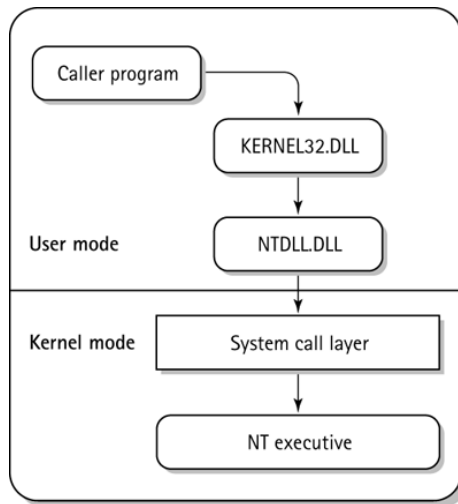 Caller program
KERNEL32.DLL
NTDLL.DLL
User mode
Kernel mode
System call layer
NT executive